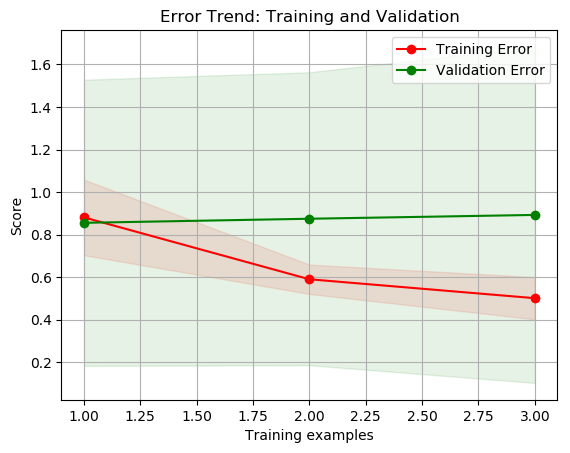 Error Trend: Training and Validation
Training Error
Validation Error
Score
1.6
1.4
1.2
1.0
0.8
0.6
0.4
0.2
1.00 1.25 1.50 1.75 2.00 2.25 2.50 2.75 3.00
Training examples